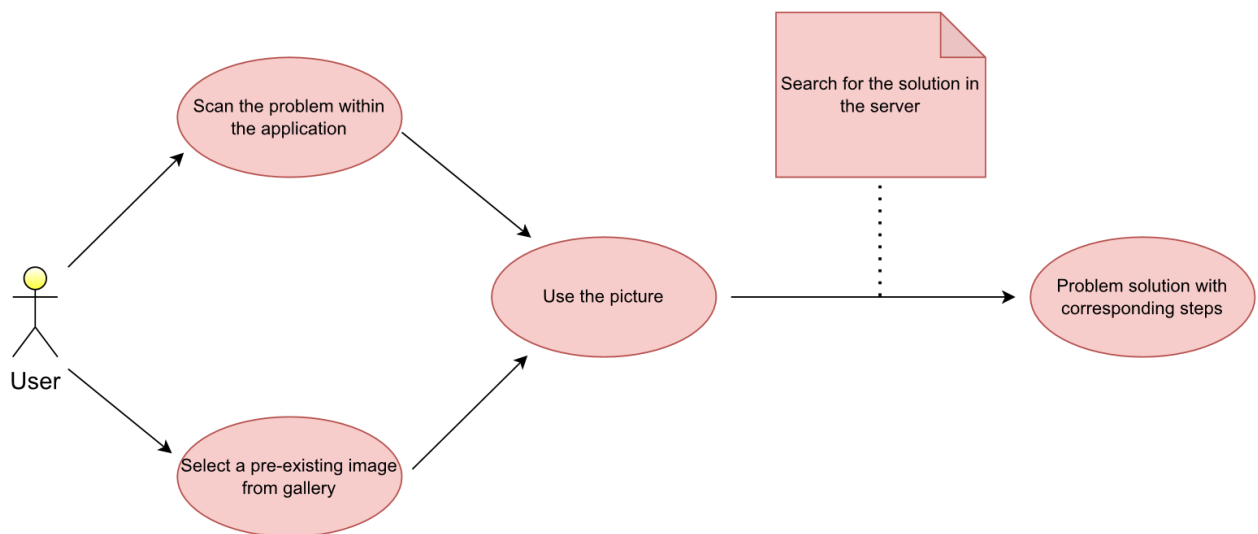 Scan the problem within
the application
Search for the solution in
the server
User
Use the picture
Problem solution with
corresponding steps
Select a pre-existing image
from gallery